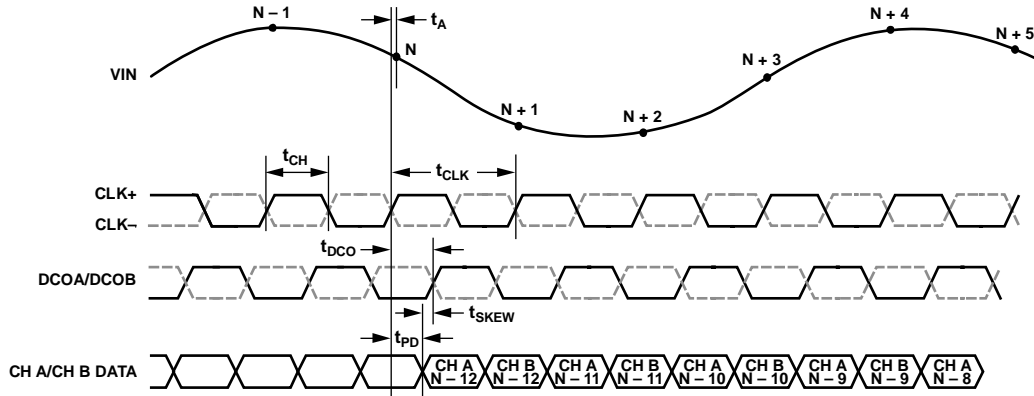 N – 1
tA
N
N + 1
N + 2
N + 3
N + 4
N + 5
VIN
tCH
tCLK
CLK+
CLK–
tDCO
DCOA/DCOB
tSKEW
tPD
CH A/CH B DATA
CH A
N – 12
CH B
N – 12
CH A
N – 11
CH B
N – 11
CH A
N – 10
CH B
N – 10
CH A
N – 9
CH B
N – 9
CH A
N – 8